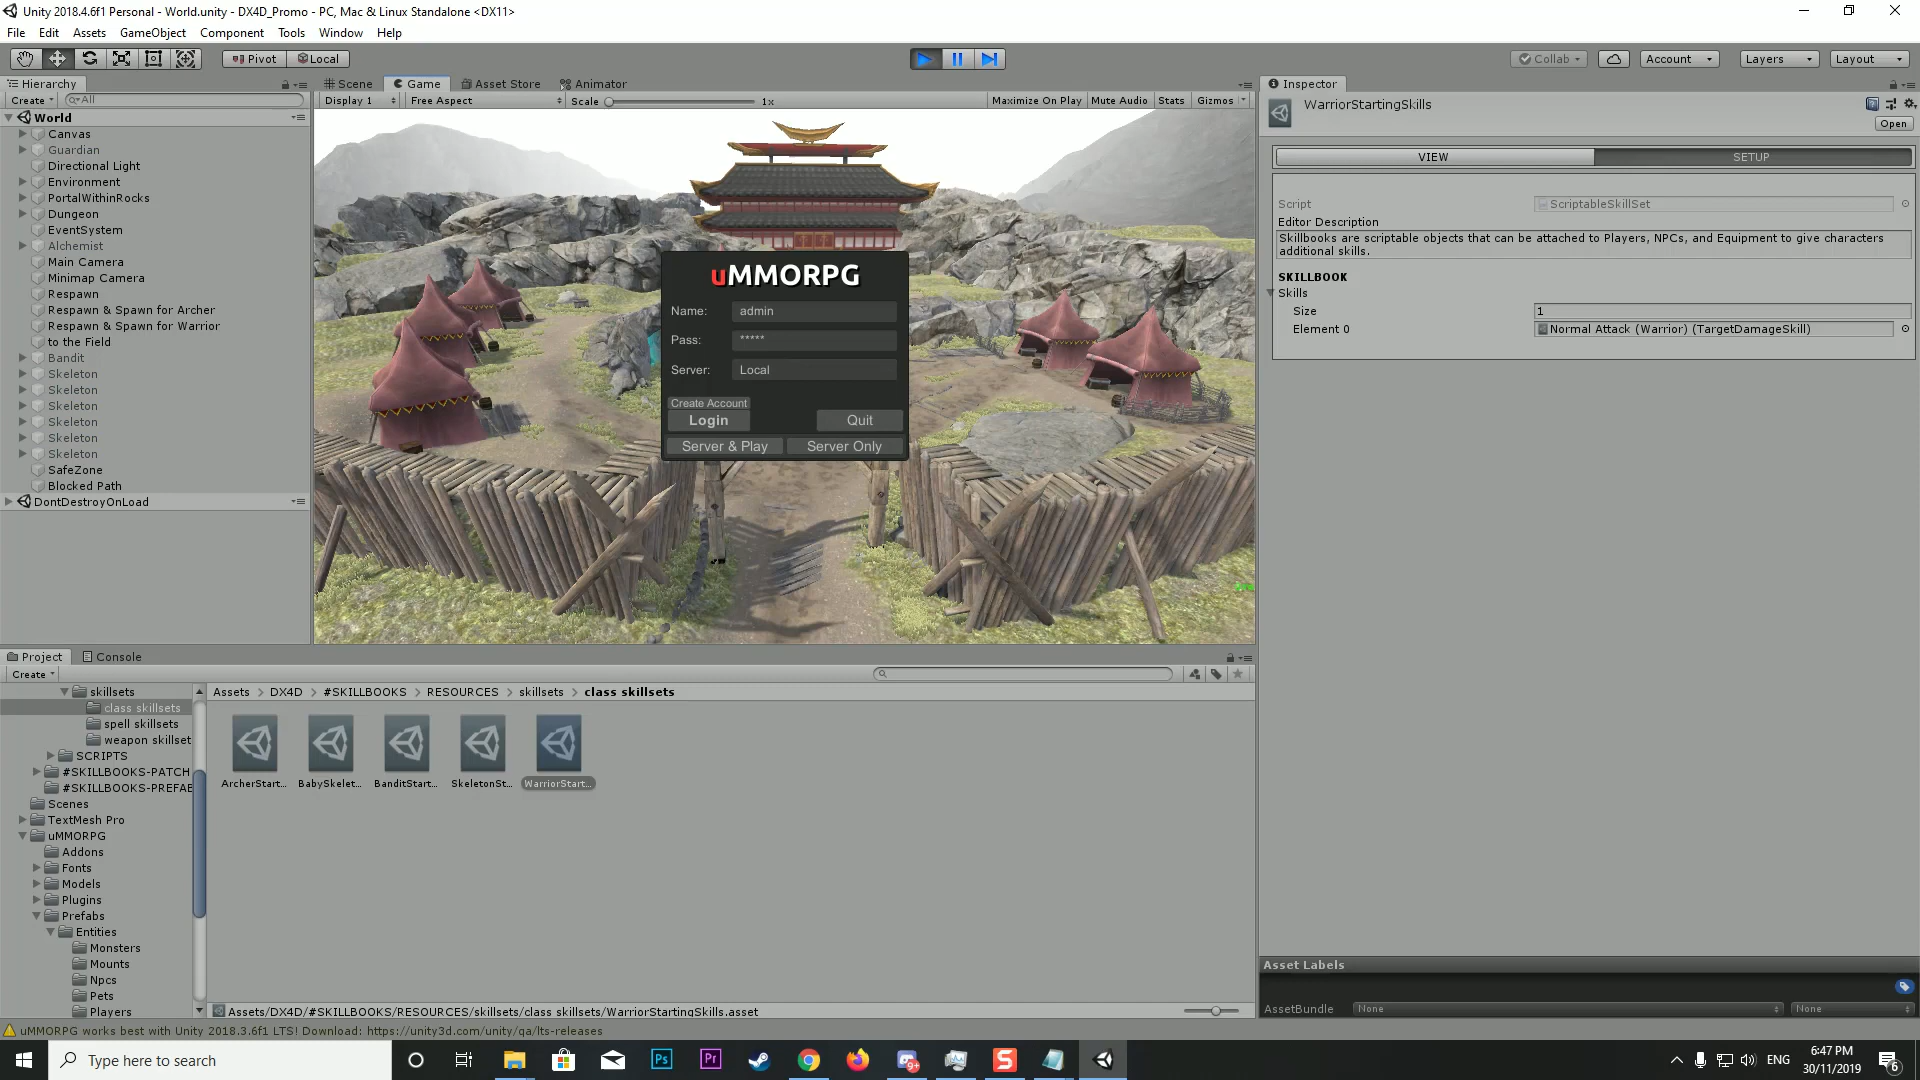 Unity 2018.4.6f1 Personal - World.unity - DX4D_Promo - PC, Mac & Linux Standalone <DX11>
File Edit Assets GameObject Component Tools Window Help
Pivot Local Collab Account Layers Layout
Hierarchy
Create All
World
Canvas
Guardian
Directional Light
Environment
PortalWithinRocks
Dungeon
EventSystem
Alchemist
Main Camera
Minimap Camera
Respawn
Respawn & Spawn for Archer
Respawn & Spawn for Warrior
to the Field
Bandit
Skeleton
Skeleton
Skeleton
Skeleton
Skeleton
Skeleton
SafeZone
Blocked Path
DontDestroyOnLoad
Scene Game Asset Store Animator
Display 1 Free Aspect Scale 1x Maximize On Play Mute Audio Stats Gizmos
uMMORPG
Name: admin
Pass: *****
Server: Local
Create Account
Login Quit
Server & Play Server Only
Inspector
WarriorStartingSkills
Open
VIEW SETUP
Script ScriptableSkillSet
Editor Description
Skillbooks are scriptable objects that can be attached to Players, NPCs, and Equipment to give characters
additional skills.
SKILLBOOK
Skills
Size 1
Element 0 Normal Attack (Warrior) (TargetDamageSkill)
Project Console
Create
skillsets
class skillsets
spell skillsets
weapon skillset
SCRIPTS
#SKILLBOOKS-PATCH
#SKILLBOOKS-PREFAB
Scenes
TextMesh Pro
uMMORPG
Addons
Fonts
Models
Plugins
Prefabs
Entities
Monsters
Mounts
Npcs
Pets
Players
Assets > DX4D > #SKILLBOOKS > RESOURCES > skillsets > class skillsets
ArcherStart... BabySkelet... BanditStart... SkeletonSt... WarriorStart...
Assets/DX4D/#SKILLBOOKS/RESOURCES/skillsets/class skillsets/WarriorStartingSkills.asset
Asset Labels
AssetBundle None None
uMMORPG works best with Unity 2018.3.6f1 LTS! Download: https://unity3d.com/unity/qa/lts-releases
Type here to search
Ps Pr 9+ S ENG
6:47 PM
30/11/2019
6